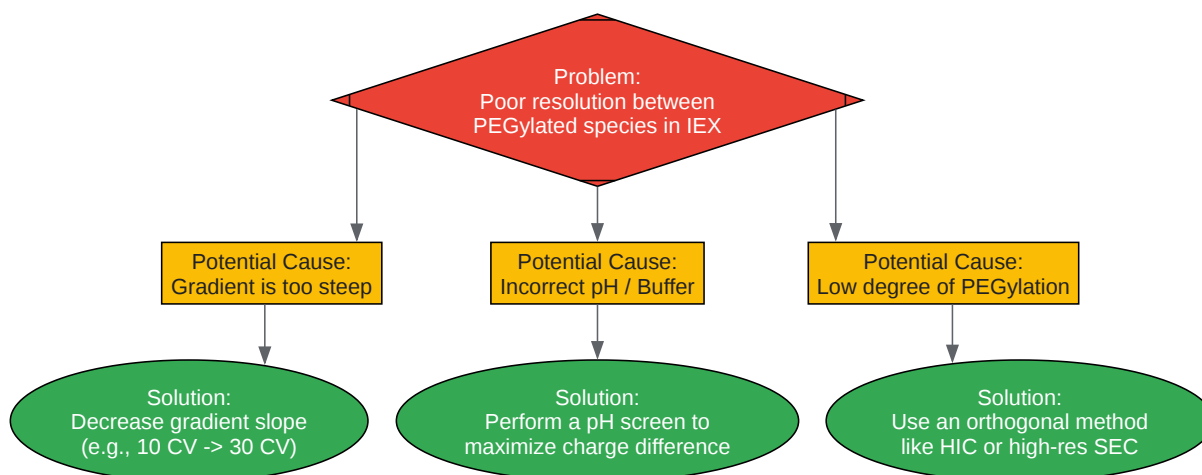 Problem:
Poor resolution between
PEGylated species in IEX
Potential Cause:
Gradient is too steep
Potential Cause:
Incorrect pH / Buffer
Potential Cause:
Low degree of PEGylation
Solution:
Decrease gradient slope
(e.g., 10 CV -> 30 CV)
Solution:
Perform a pH screen to
maximize charge difference
Solution:
Use an orthogonal method
like HIC or high-res SEC